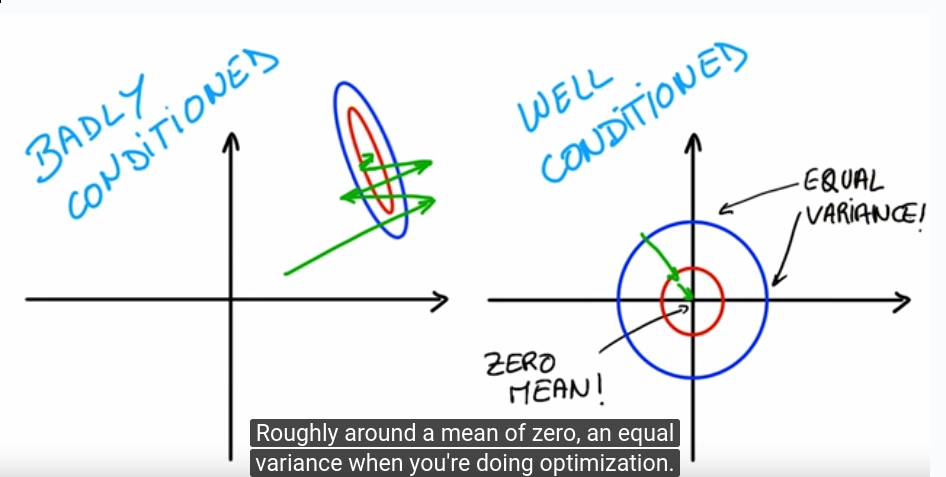 BADLY
CONDITIONED
WELL
CONDITIONED
EQUAL
VARIANCE!
ZERO
MEAN!
Roughly around a mean of zero, an equal
variance when you're doing optimization.